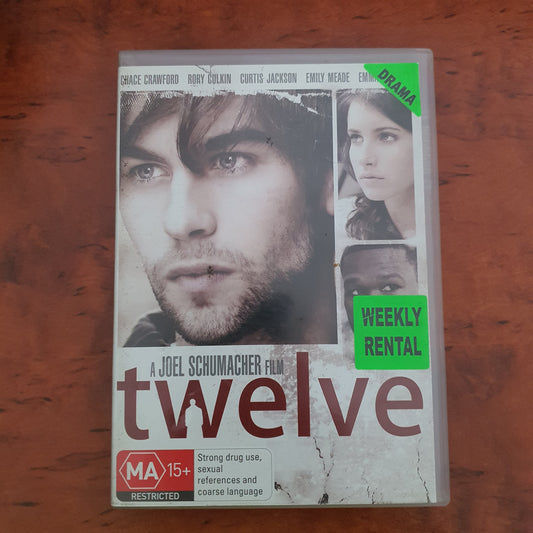 CHACE CRAWFORD RORY CULKIN CURTIS JACKSON EMILY MEADE
DRAMA
WEEKLY
RENTAL
A JOEL SCHUMACHER FILM
twelve
MA 15+
RESTRICTED
Strong drug use,
sexual
references and
coarse language